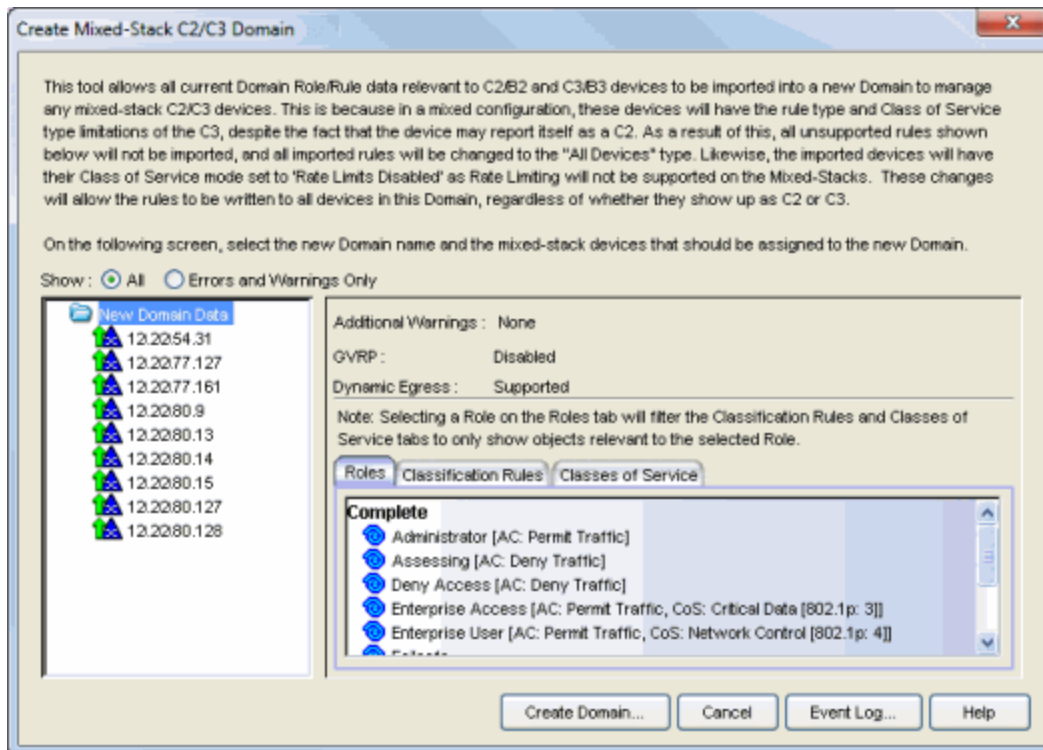 Create Mixed-Stack C2/C3 Domain
This tool allows all current Domain Role/Rule data relevant to C2/B2 and C3/B3 devices to be imported into a new Domain to manage
any mixed-stack C2/C3 devices. This is because in a mixed configuration, these devices will have the rule type and Class of Service
type limitations of the C3, despite the fact that the device may report itself as a C2. As a result of this, all unsupported rules shown
below will not be imported, and all imported rules will be changed to the "All Devices" type. Likewise, the imported devices will have
their Class of Service mode set to 'Rate Limits Disabled' as Rate Limiting will not be supported on the Mixed-Stacks. These changes
will allow the rules to be written to all devices in this Domain, regardless of whether they show up as C2 or C3.
On the following screen, select the new Domain name and the mixed-stack devices that should be assigned to the new Domain.
Show : All Errors and Warnings Only
New Domain Data
12.22.54.31
12.22.77.127
12.22.77.161
12.22.80.9
12.22.80.13
12.22.80.14
12.22.80.15
12.22.80.127
12.22.80.128
Additional Warnings : None
GVRP : Disabled
Dynamic Egress : Supported
Note: Selecting a Role on the Roles tab will filter the Classification Rules and Classes of
Service tabs to only show objects relevant to the selected Role.
Roles Classification Rules Classes of Service
Complete
Administrator [AC: Permit Traffic]
Assessing [AC: Deny Traffic]
Deny Access [AC: Deny Traffic]
Enterprise Access [AC: Permit Traffic, CoS: Critical Data [802.1p: 3]]
Enterprise User [AC: Permit Traffic, CoS: Network Control [802.1p: 4]]
Create Domain... Cancel Event Log... Help